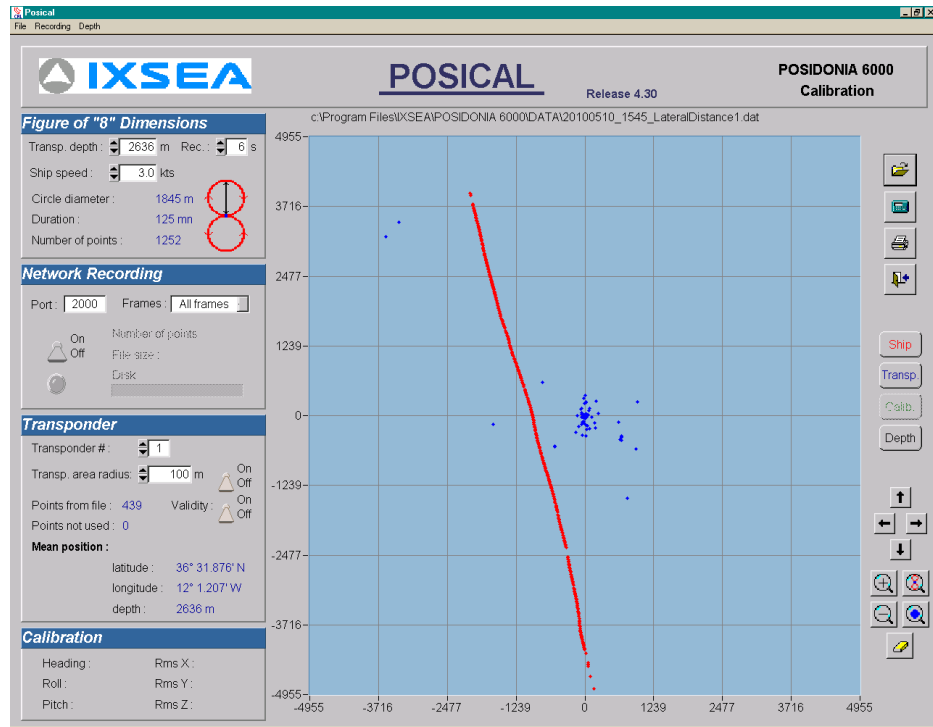 Posical
File Recording Depth
IXSEA
POSICAL
Release 4.30
POSIDONIA 6000
Calibration
Figure of "8" Dimensions
Transp. depth : 2636 m Rec. : 6 s
Ship speed : 3.0 kts
Circle diameter : 1845 m
Duration : 125 mn
Number of points : 1252
Network Recording
Port : 2000 Frames : All frames
On
Off
Number of points
File size :
Disk
Transponder
Transponder # : 1
Transp. area radius: 100 m
On
Off
Points from file : 439 Validity :
On
Off
Points not used : 0
Mean position :
latitude : 36° 31.876' N
longitude : 12° 1.207' W
depth : 2636 m
Calibration
Heading : Rms X :
Roll : Rms Y :
Pitch : Rms Z :
c:\Program Files\IXSEA\POSIDONIA 6000\DATA\20100510_1545_LateralDistance1.dat
4955
3716
2477
1239
0
-1239
-2477
-3716
-4955
-4955 -3716 -2477 -1239 0 1239 2477 3716 4955
Ship
Transp.
Calib.
Depth